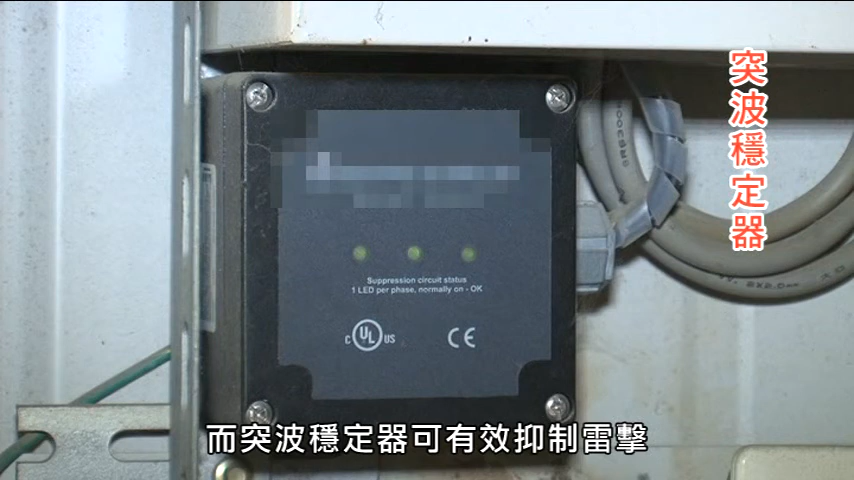 突波穩定器
Suppression circuit status
1 LED per phase, normally on - OK
C UL US
CE
而突波穩定器可有效抑制雷擊